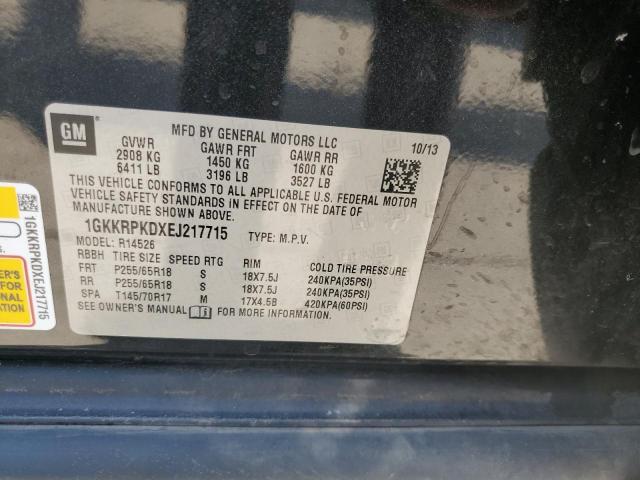 GM
MFD BY GENERAL MOTORS LLC
10/13
GVWR GAWR FRT GAWR RR
2908 KG 1450 KG 1600 KG
6411 LB 3196 LB 3527 LB
THIS VEHICLE CONFORMS TO ALL APPLICABLE U.S. FEDERAL MOTOR
VEHICLE SAFETY STANDARDS IN EFFECT ON THE DATE OF
MANUFACTURE SHOWN ABOVE.
1GKKRPKDXEJ217715 TYPE: M.P.V.
MODEL: R14526
RBBH TIRE SIZE SPEED RTG RIM COLD TIRE PRESSURE
FRT P255/65R18 S 18X7.5J 240KPA(35PSI)
RR P255/65R18 S 18X7.5J 240KPA(35PSI)
SPA T145/70R17 M 17X4.5B 420KPA(60PSI)
SEE OWNER'S MANUAL FOR MORE INFORMATION.
1GKKRPKDXEJ217715
OWNER'S
FOR
ONAL
ATION